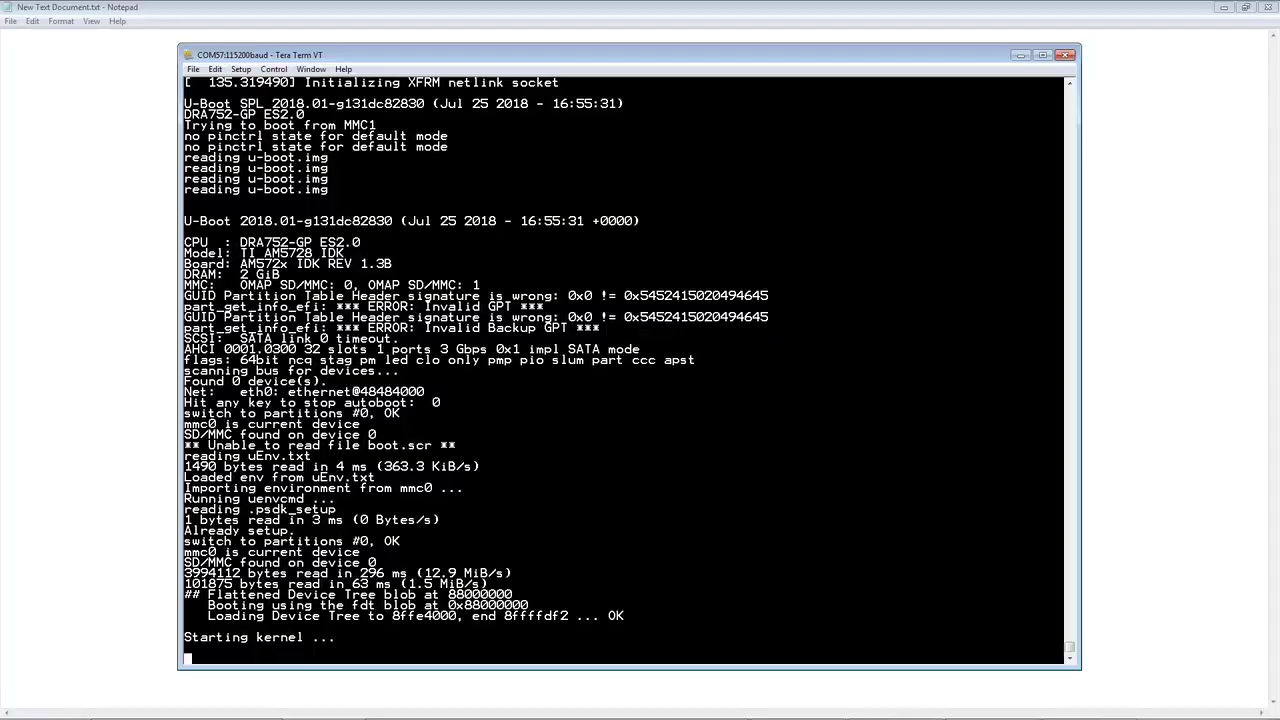 New Text Document.txt - Notepad
File Edit Format View Help
COM57:115200baud - Tera Term VT
File Edit Setup Control Window Help
[  135.319490] Initializing XFRM netlink socket
U-Boot SPL 2018.01-g131dc82830 (Jul 25 2018 - 16:55:31)
DRA752-GP ES2.0
Trying to boot from MMC1
no pinctrl state for default mode
no pinctrl state for default mode
reading u-boot.img
reading u-boot.img
reading u-boot.img
reading u-boot.img
U-Boot 2018.01-g131dc82830 (Jul 25 2018 - 16:55:31 +0000)
CPU  : DRA752-GP ES2.0
Model: TI AM5728 IDK
Board: AM572x IDK REV 1.3B
DRAM:  2 GiB
MMC:   OMAP SD/MMC: 0, OMAP SD/MMC: 1
GUID Partition Table Header signature is wrong: 0x0 != 0x5452415020494645
part_get_info_efi: *** ERROR: Invalid GPT ***
GUID Partition Table Header signature is wrong: 0x0 != 0x5452415020494645
part_get_info_efi: *** ERROR: Invalid Backup GPT ***
SCSI:  SATA link 0 timeout.
AHCI 0001.0300 32 slots 1 ports 3 Gbps 0x1 impl SATA mode
flags: 64bit ncq stag pm led clo only pmp pio slum part ccc apst
scanning bus for devices...
Found 0 device(s).
Net:   eth0: ethernet@48484000
Hit any key to stop autoboot:  0
switch to partitions #0, OK
mmc0 is current device
SD/MMC found on device 0
** Unable to read file boot.scr **
reading uEnv.txt
1490 bytes read in 4 ms (363.3 KiB/s)
Loaded env from uEnv.txt
Importing environment from mmc0 ...
Running uenvcmd ...
reading .psdk_setup
1 bytes read in 3 ms (0 Bytes/s)
Already setup.
switch to partitions #0, OK
mmc0 is current device
SD/MMC found on device 0
3994112 bytes read in 296 ms (12.9 MiB/s)
101875 bytes read in 63 ms (1.5 MiB/s)
## Flattened Device Tree blob at 88000000
   Booting using the fdt blob at 0x88000000
   Loading Device Tree to 8ffe4000, end 8ffffdf2 ... OK
Starting kernel ...